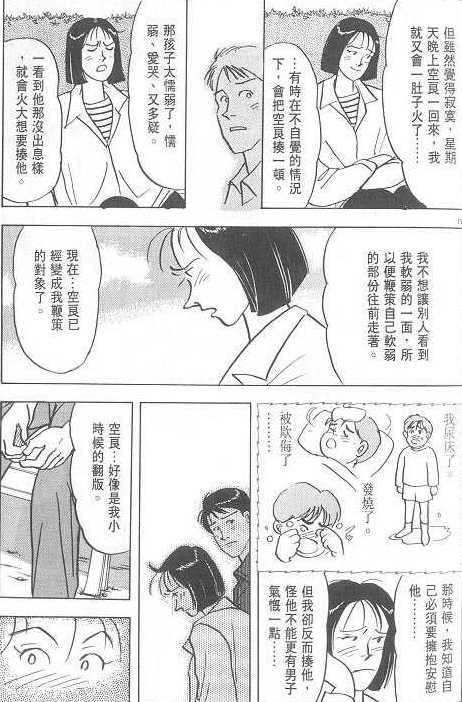 但雖然覺得寂寞，星期
天晚上空亰一回來，我
就又會一肚子火了……
…有時在不自覺的情況
下，會把空亰揍一頓。
那孩子太懦弱了，懦
弱、愛哭、又多疑。
一看到他那沒出息樣
，就會火大想要揍他。
我不想讓別人看到
我軟弱的一面，所
以便鞭策自己軟弱
的部份往前走著。
現在…空亰已
經變成我鞭策
的對象了。
我尿床了。
發燒了。
被欺侮了
……
那時候，我知道自
己必須要擁抱安慰
他……
但我卻反而揍他，
怪他不能更有男子
氣慨一點……
空亰…好像是我小
時候的翻版。